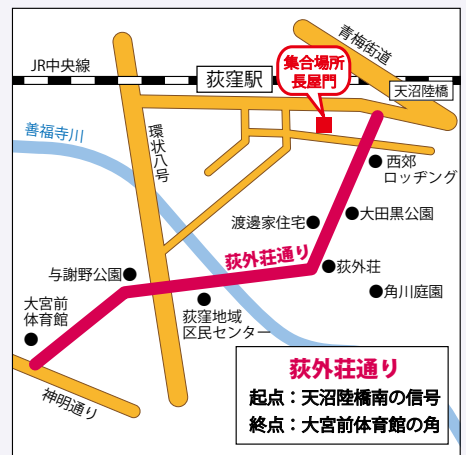 青梅街道
JR中央線
荻窪駅
集合場所
長屋門
天沼陸橋
善福寺川
環状八号
西郊
ロッヂング
渡邊家住宅
大田黒公園
荻外荘通り
荻外荘
与謝野公園
角川庭園
大宮前
体育館
荻窪地域
区民センター
神明通り
荻外荘通り
起点：天沼陸橋南の信号
終点：大宮前体育館の角